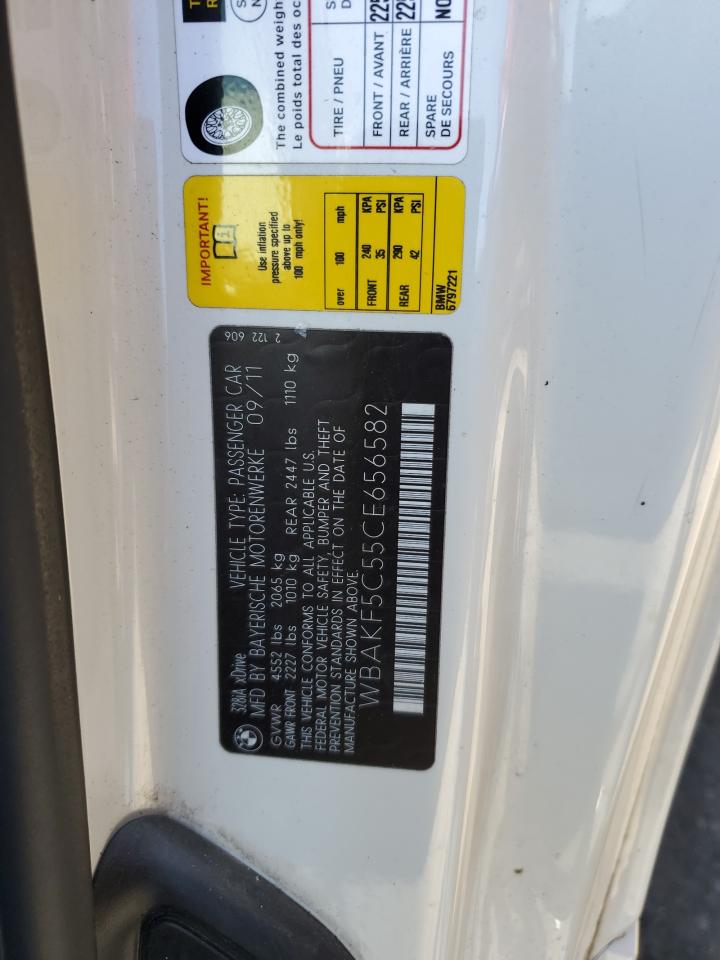 The combined weight
Le poids total des oc
TIRE / PNEU
FRONT / AVANT 225
REAR / ARRIÈRE 225
SPARE
DE SECOURS NO
IMPORTANT!
Use inflation
pressure specified
above up to
100 mph only!
over 100 mph
FRONT 240 KPA
35 PSI
REAR 290 KPA
42 PSI
BMW
6797221
2 122 606
328iA xDrive VEHICLE TYPE: PASSENGER CAR
MFD BY BAYERISCHE MOTORENWERKE 09/11
GVWR 4552 lbs 2065 kg
GAWR FRONT 2227 lbs 1010 kg REAR 2447 lbs 1110 kg
THIS VEHICLE CONFORMS TO ALL APPLICABLE U.S.
FEDERAL MOTOR VEHICLE SAFETY, BUMPER AND THEFT
PREVENTION STANDARDS IN EFFECT ON THE DATE OF
MANUFACTURE SHOWN ABOVE.
WBAKF5C55CE656582